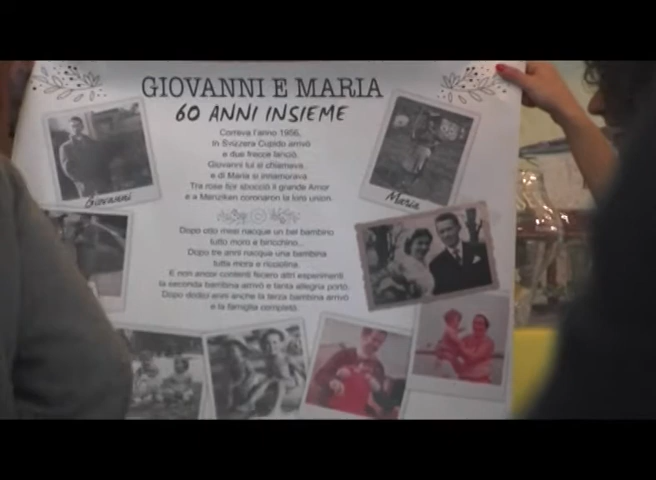 GIOVANNI E MARIA
60 ANNI INSIEME
Correva l'anno 1956,
in Svizzera Cupido arrivò
e due frecce lanciò.
Giovanni lui si chiamava
e di Maria si innamorava
Tra rose fior sbocciò il grande Amor
e a Menziken coronaron la loro union.
Giovanni
Maria
Dopo otto mesi nacque un bel bambino
tutto moro e biricchino...
Dopo tre anni nacque una bambina
tutta mora e ricciolina.
E non ancor contenti fecero altri esperimenti
la seconda bambina arrivò e tanta allegria portò.
Dopo dodici anni anche la terza bambina arrivò
e la famiglia completò.